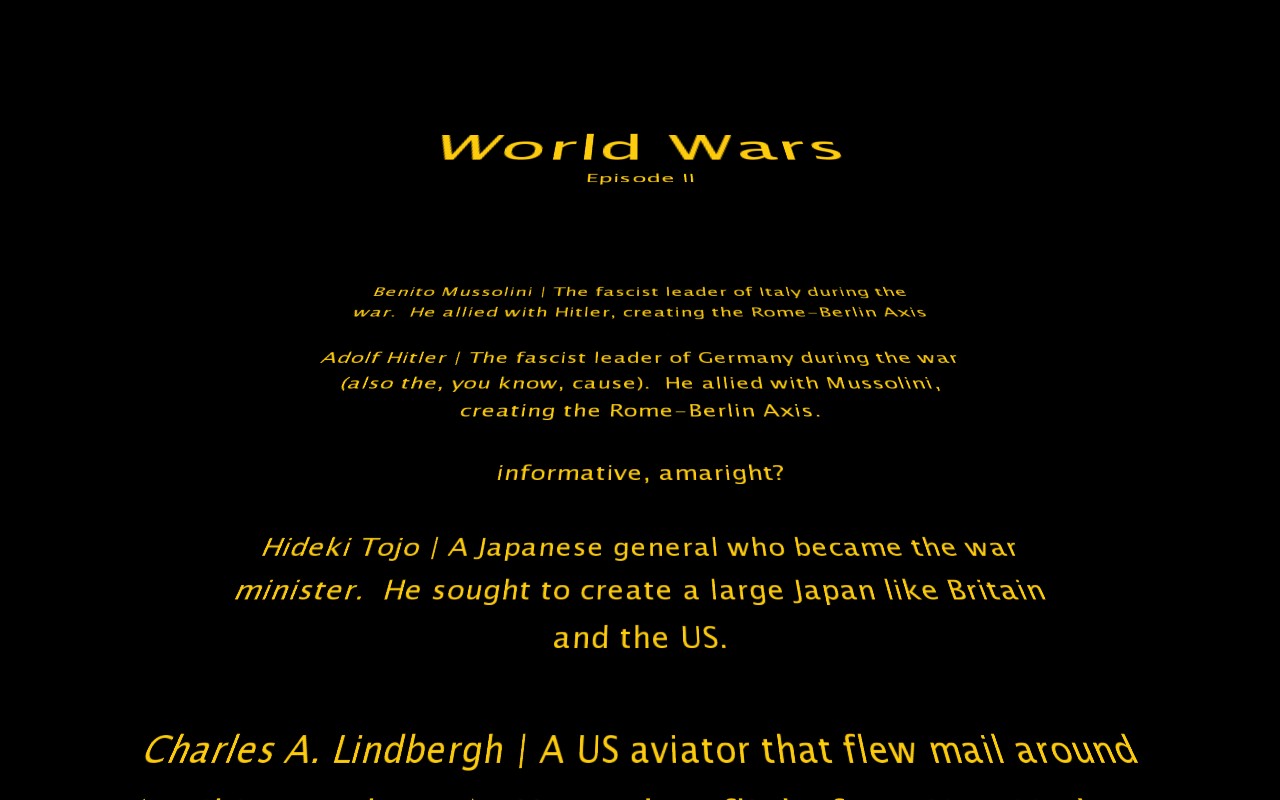 World Wars
Episode II
Benito Mussolini | The fascist leader of Italy during the
war.  He allied with Hitler, creating the Rome-Berlin Axis
Adolf Hitler | The fascist leader of Germany during the war
(also the, you know, cause).  He allied with Mussolini,
creating the Rome-Berlin Axis.
informative, amaright?
Hideki Tojo | A Japanese general who became the war
minister.  He sought to create a large Japan like Britain
and the US.
Charles A. Lindbergh | A US aviator that flew mail around